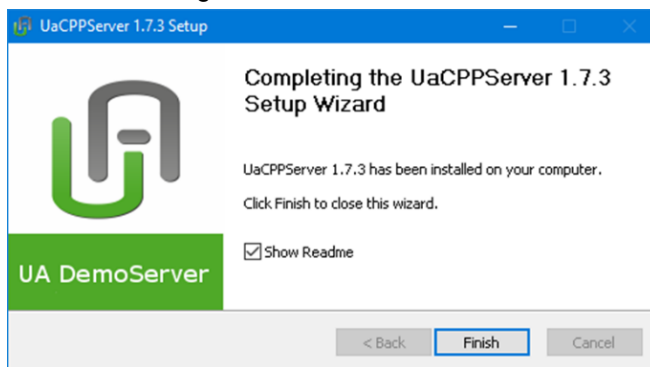 UaCPPServer 1.7.3 Setup
Completing the UaCPPServer 1.7.3
Setup Wizard
UaCPPServer 1.7.3 has been installed on your computer.
Click Finish to close this wizard.
Show Readme
UA DemoServer
< Back
Finish
Cancel